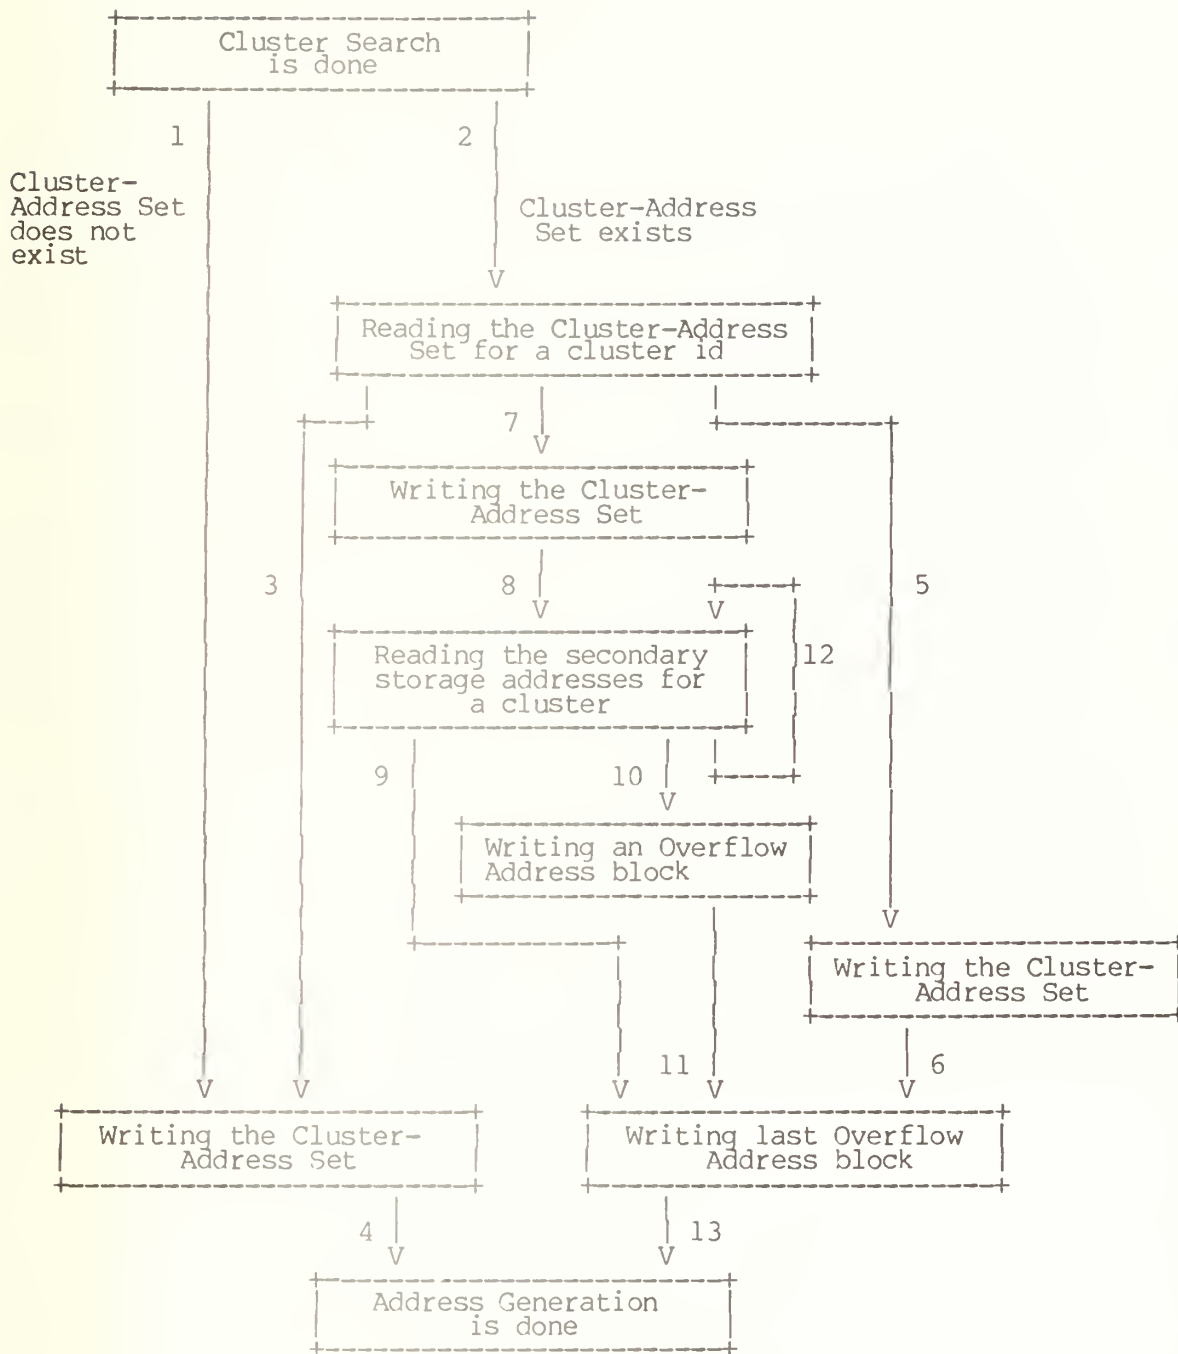 Cluster Search
is done
1
2
Cluster-
Address Set
does not
exist
Cluster-Address
Set exists
Reading the Cluster-Address
Set for a cluster id
7
Writing the Cluster-
Address Set
3
8
5
Reading the secondary
storage addresses for
a cluster
12
9
10
Writing an Overflow
Address block
Writing the Cluster-
Address Set
11
6
Writing the Cluster-
Address Set
Writing last Overflow
Address block
4
13
Address Generation
is done